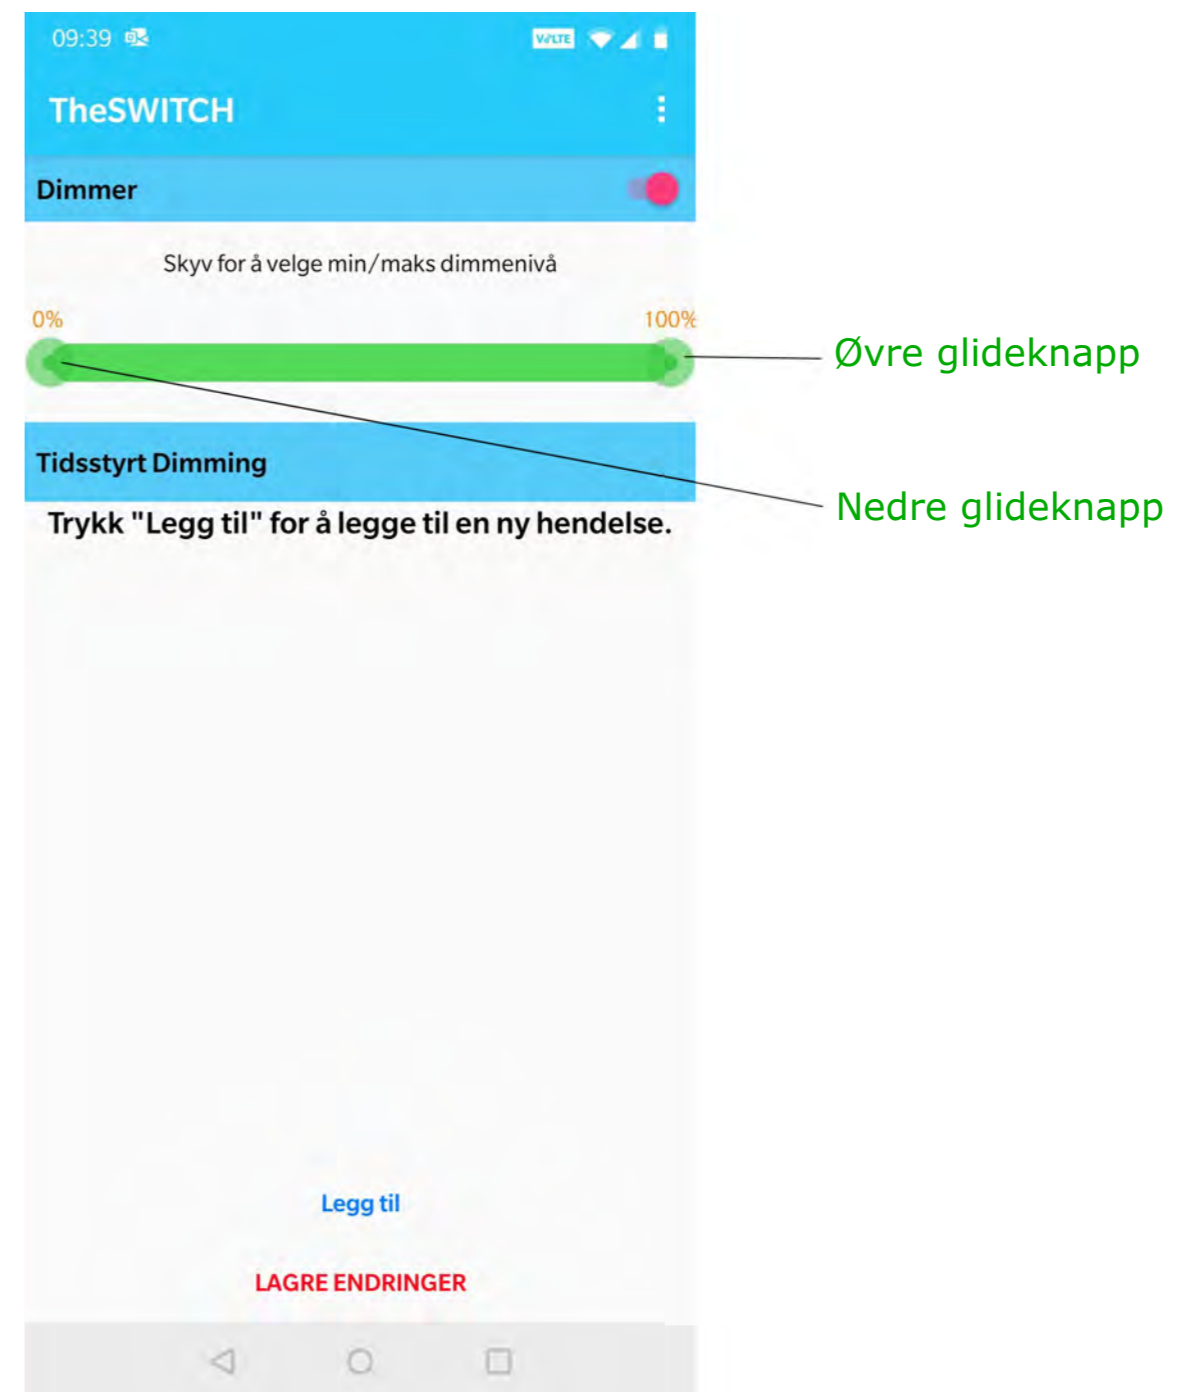 09:39
VoLTE
TheSWITCH
Dimmer
Skyv for å velge min/maks dimmenivå
0% 100%
Øvre glideknapp
Tidsstyrt Dimming
Nedre glideknapp
Trykk "Legg til" for å legge til en ny hendelse.
Legg til
LAGRE ENDRINGER